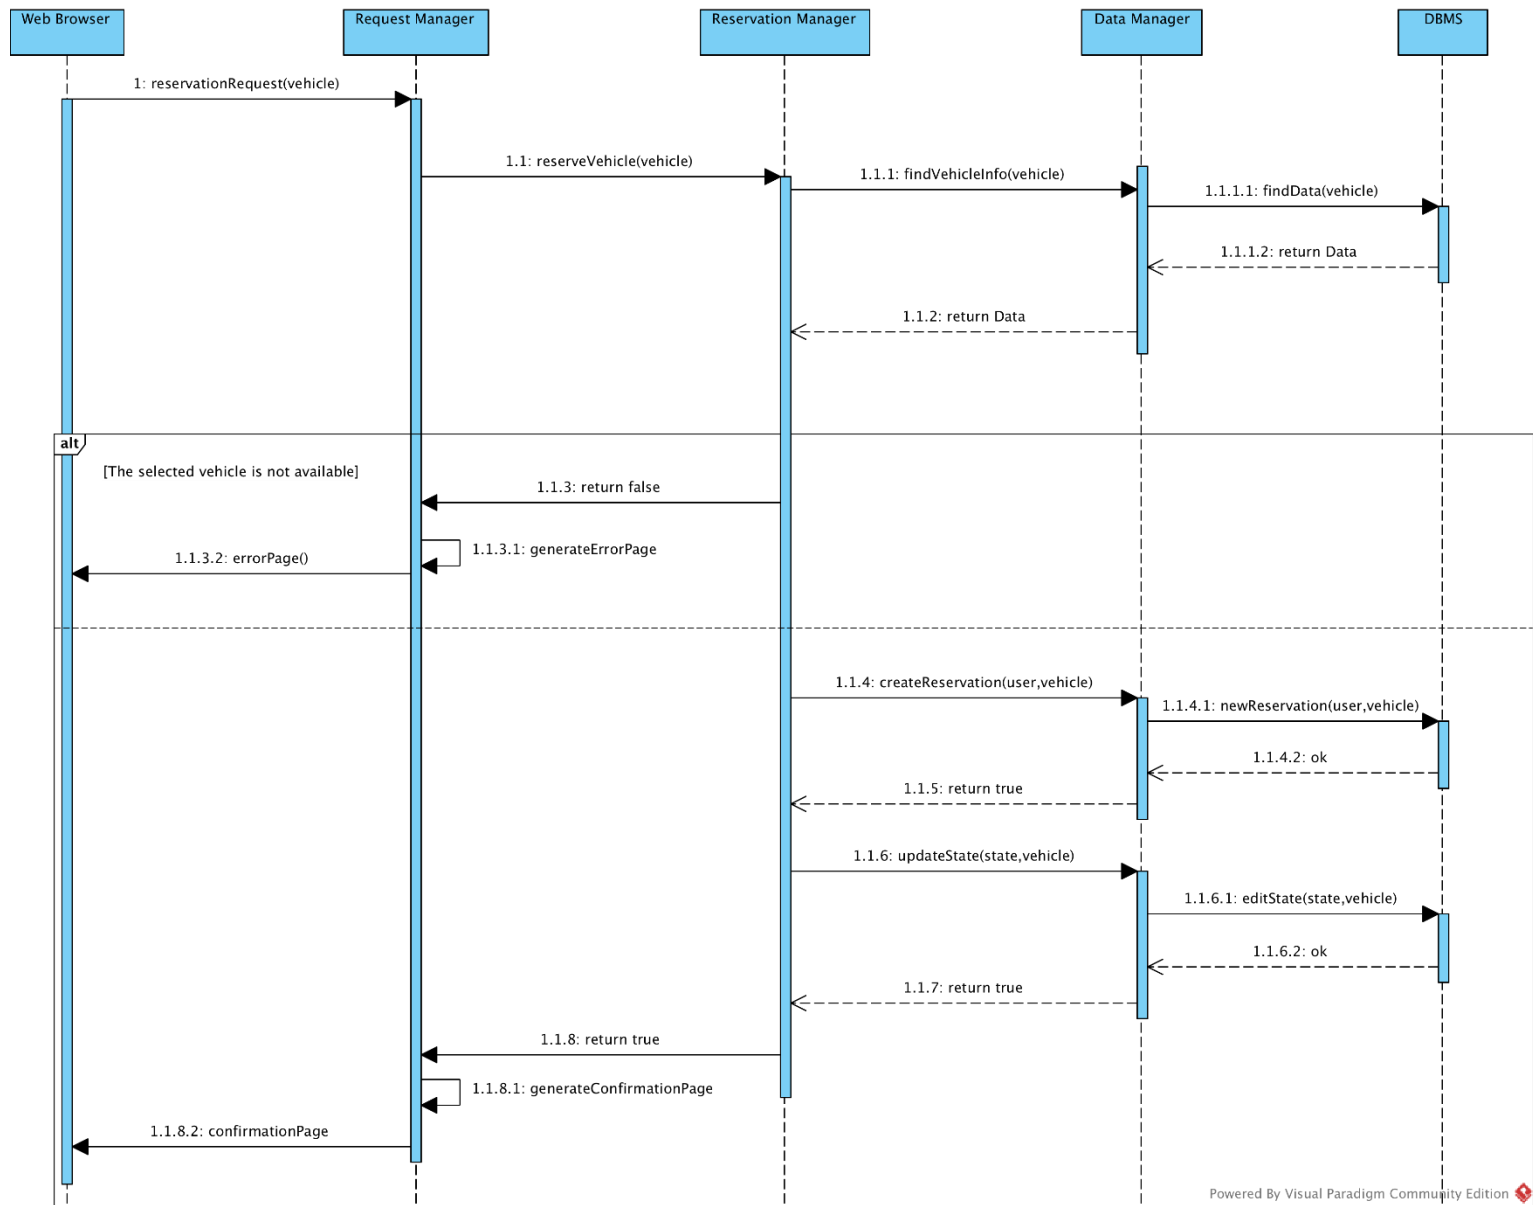 Web Browser
Request Manager
Reservation Manager
Data Manager
DBMS
1: reservationRequest(vehicle)
1.1: reserveVehicle(vehicle)
1.1.1: findVehicleInfo(vehicle)
1.1.1.1: findData(vehicle)
1.1.1.2: return Data
1.1.2: return Data
alt
[The selected vehicle is not available]
1.1.3: return false
1.1.3.1: generateErrorPage
1.1.3.2: errorPage()
1.1.4: createReservation(user,vehicle)
1.1.4.1: newReservation(user,vehicle)
1.1.4.2: ok
1.1.5: return true
1.1.6: updateState(state,vehicle)
1.1.6.1: editState(state,vehicle)
1.1.6.2: ok
1.1.7: return true
1.1.8: return true
1.1.8.1: generateConfirmationPage
1.1.8.2: confirmationPage
Powered By Visual Paradigm Community Edition